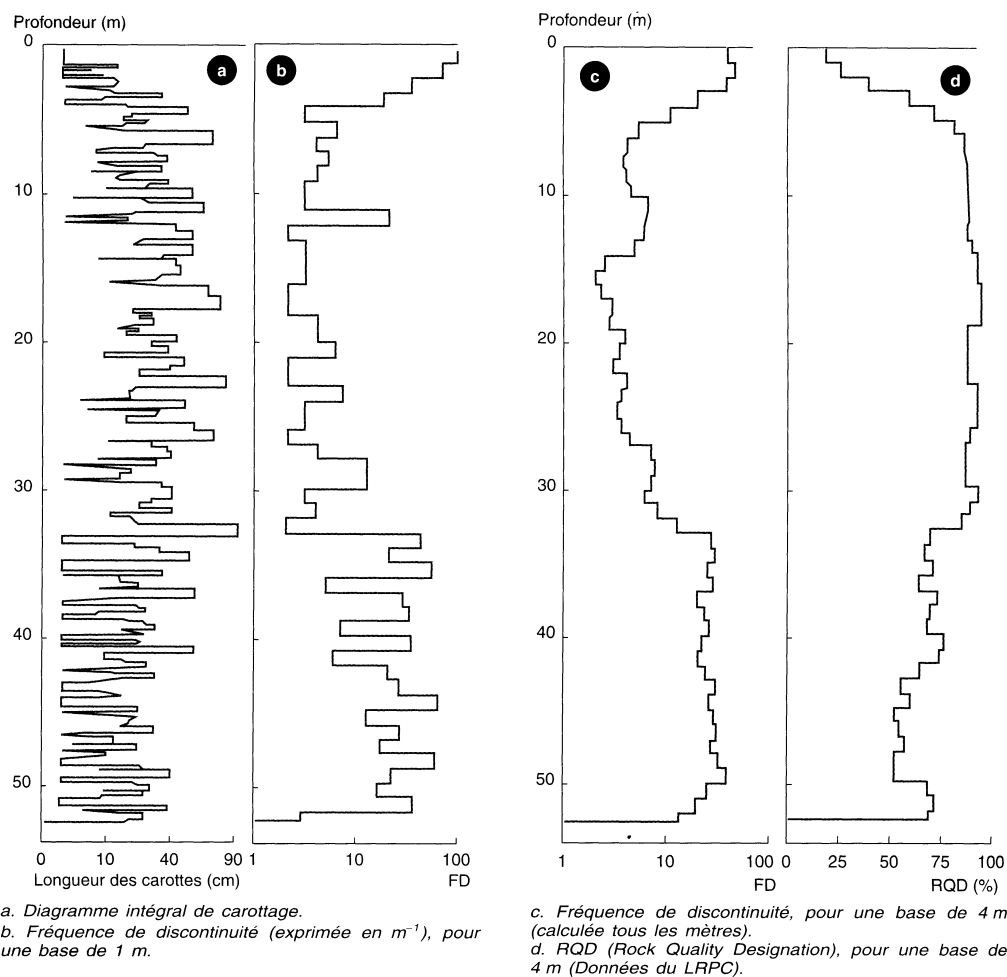 Profondeur (m)
0
10
20
30
40
50
a
b
0 10 40 90
Longueur des carottes (cm)
1 10 100
FD
Profondeur (m)
0
10
20
30
40
50
c
d
1 10 100
FD
0 25 50 75 100
RQD (%)
a. Diagramme intégral de carottage.
b. Fréquence de discontinuité (exprimée en m⁻¹), pour
une base de 1 m.
c. Fréquence de discontinuité, pour une base de 4 m
(calculée tous les mètres).
d. RQD (Rock Quality Designation), pour une base de
4 m (Données du LRPC).